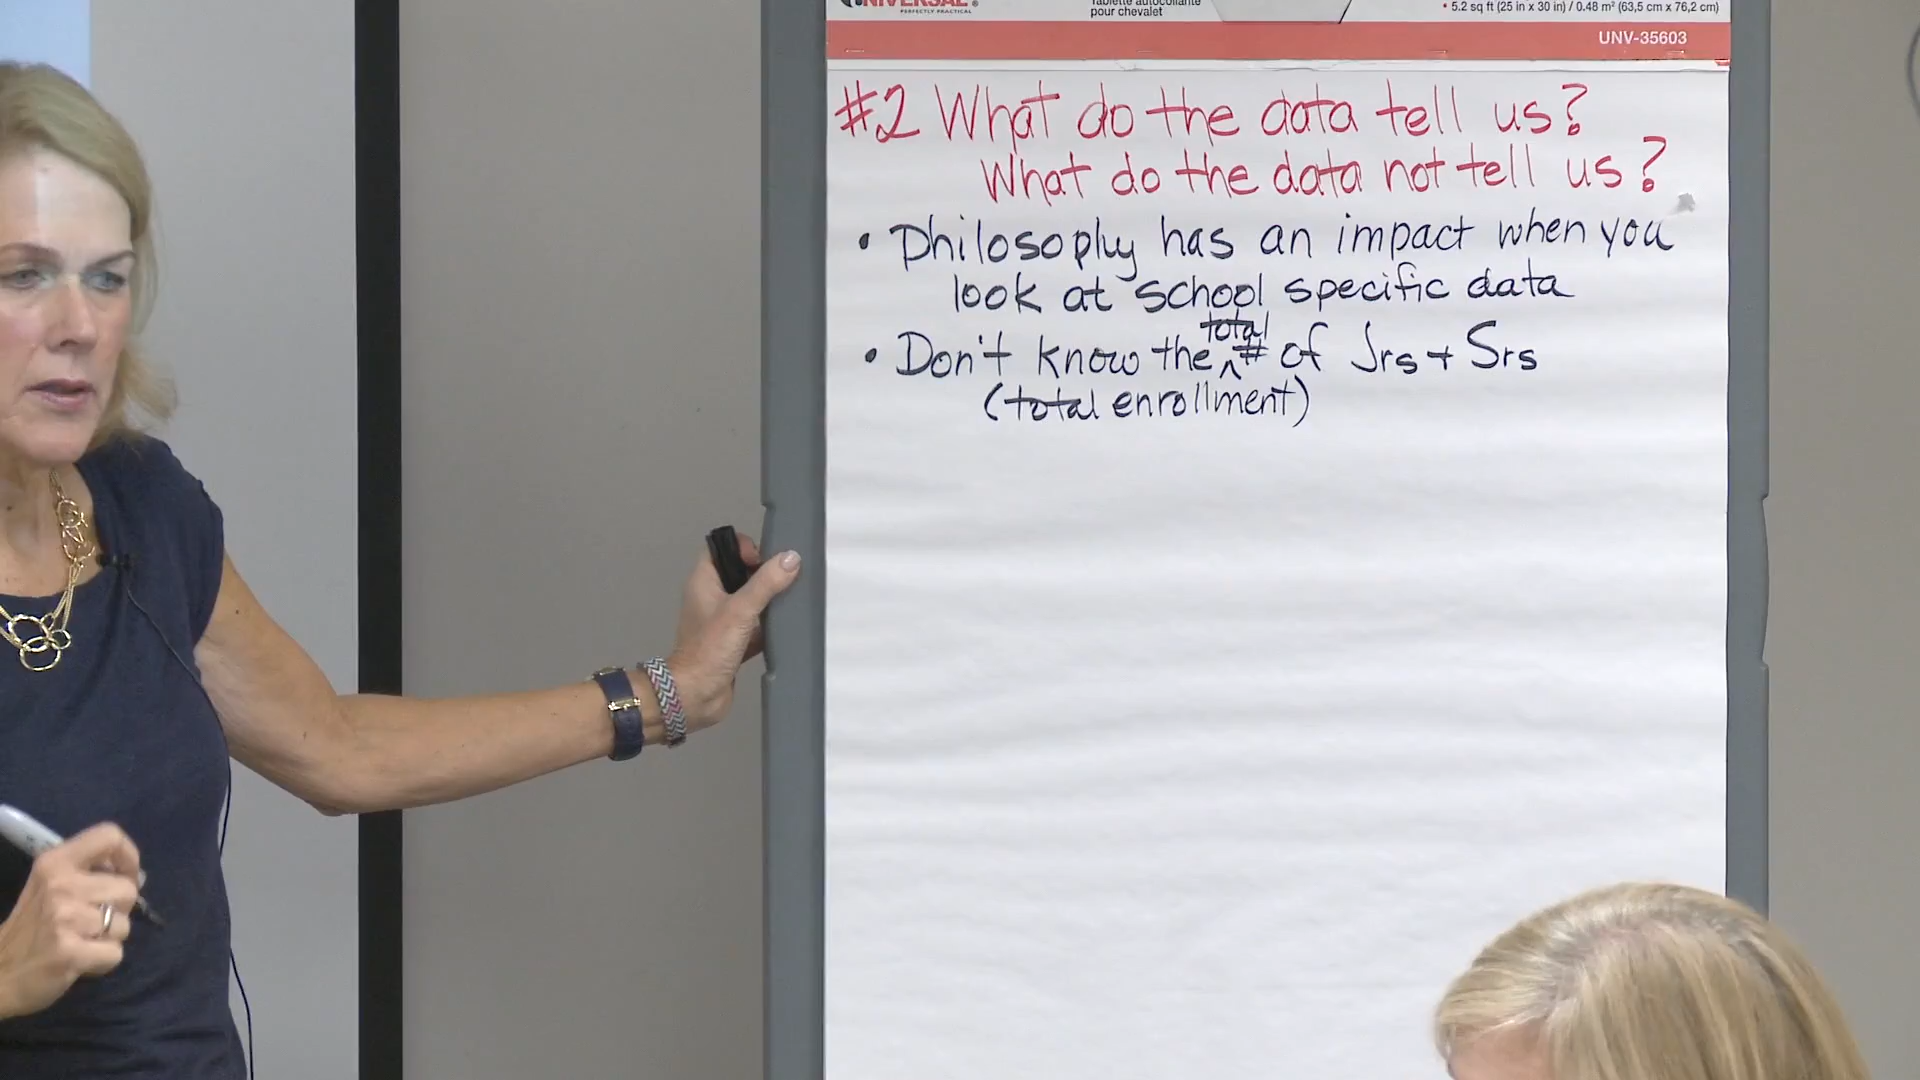 UNIVERSAL®
PERFECTLY PRACTICAL
Tablette autocollante
pour chevalet
• 5.2 sq ft (25 in x 30 in) / 0.48 m² (63,5 cm x 76,2 cm)
UNV-35603
#2 What do the data tell us?
What do the data not tell us?
• Philosophy has an impact when you
look at school specific data
total
• Don't know the ^ # of Jrs + Srs
(total enrollment)